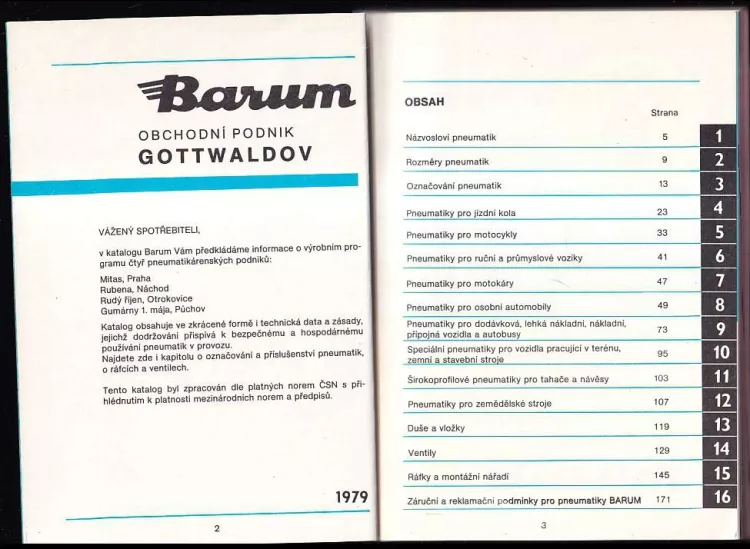 Barum
OBCHODNÍ PODNIK
GOTTWALDOV
VÁŽENÝ SPOTŘEBITELI,
v katalogu Barum Vám předkládáme informace o výrobním pro-
gramu čtyř pneumatikárenských podniků:
Mitas, Praha
Rubena, Náchod
Rudý říjen, Otrokovice
Gumárny 1. mája, Púchov
Katalog obsahuje ve zkrácené formě i technická data a zásady,
jejichž dodržování přispívá k bezpečnému a hospodárnému
používání pneumatik v provozu.
Najdete zde i kapitolu o označování a příslušenství pneumatik,
o ráfcích a ventilech.
Tento katalog byl zpracován dle platných norem ČSN s při-
hlédnutím k platnosti mezinárodních norem a předpisů.
1979
2
OBSAH
Strana
Názvosloví pneumatik 5 1
Rozměry pneumatik 9 2
Označování pneumatik 13 3
Pneumatiky pro jízdní kola 23 4
Pneumatiky pro motocykly 33 5
Pneumatiky pro ruční a průmyslové vozíky 41 6
Pneumatiky pro motokáry 47 7
Pneumatiky pro osobní automobily 49 8
Pneumatiky pro dodávková, lehká nákladní, nákladní,
přípojná vozidla a autobusy 73 9
Speciální pneumatiky pro vozidla pracující v terénu,
zemní a stavební stroje 95 10
Širokoprofilové pneumatiky pro tahače a návěsy 103 11
Pneumatiky pro zemědělské stroje 107 12
Duše a vložky 119 13
Ventily 129 14
Ráfky a montážní nářadí 145 15
Záruční a reklamační podmínky pro pneumatiky BARUM 171 16
3